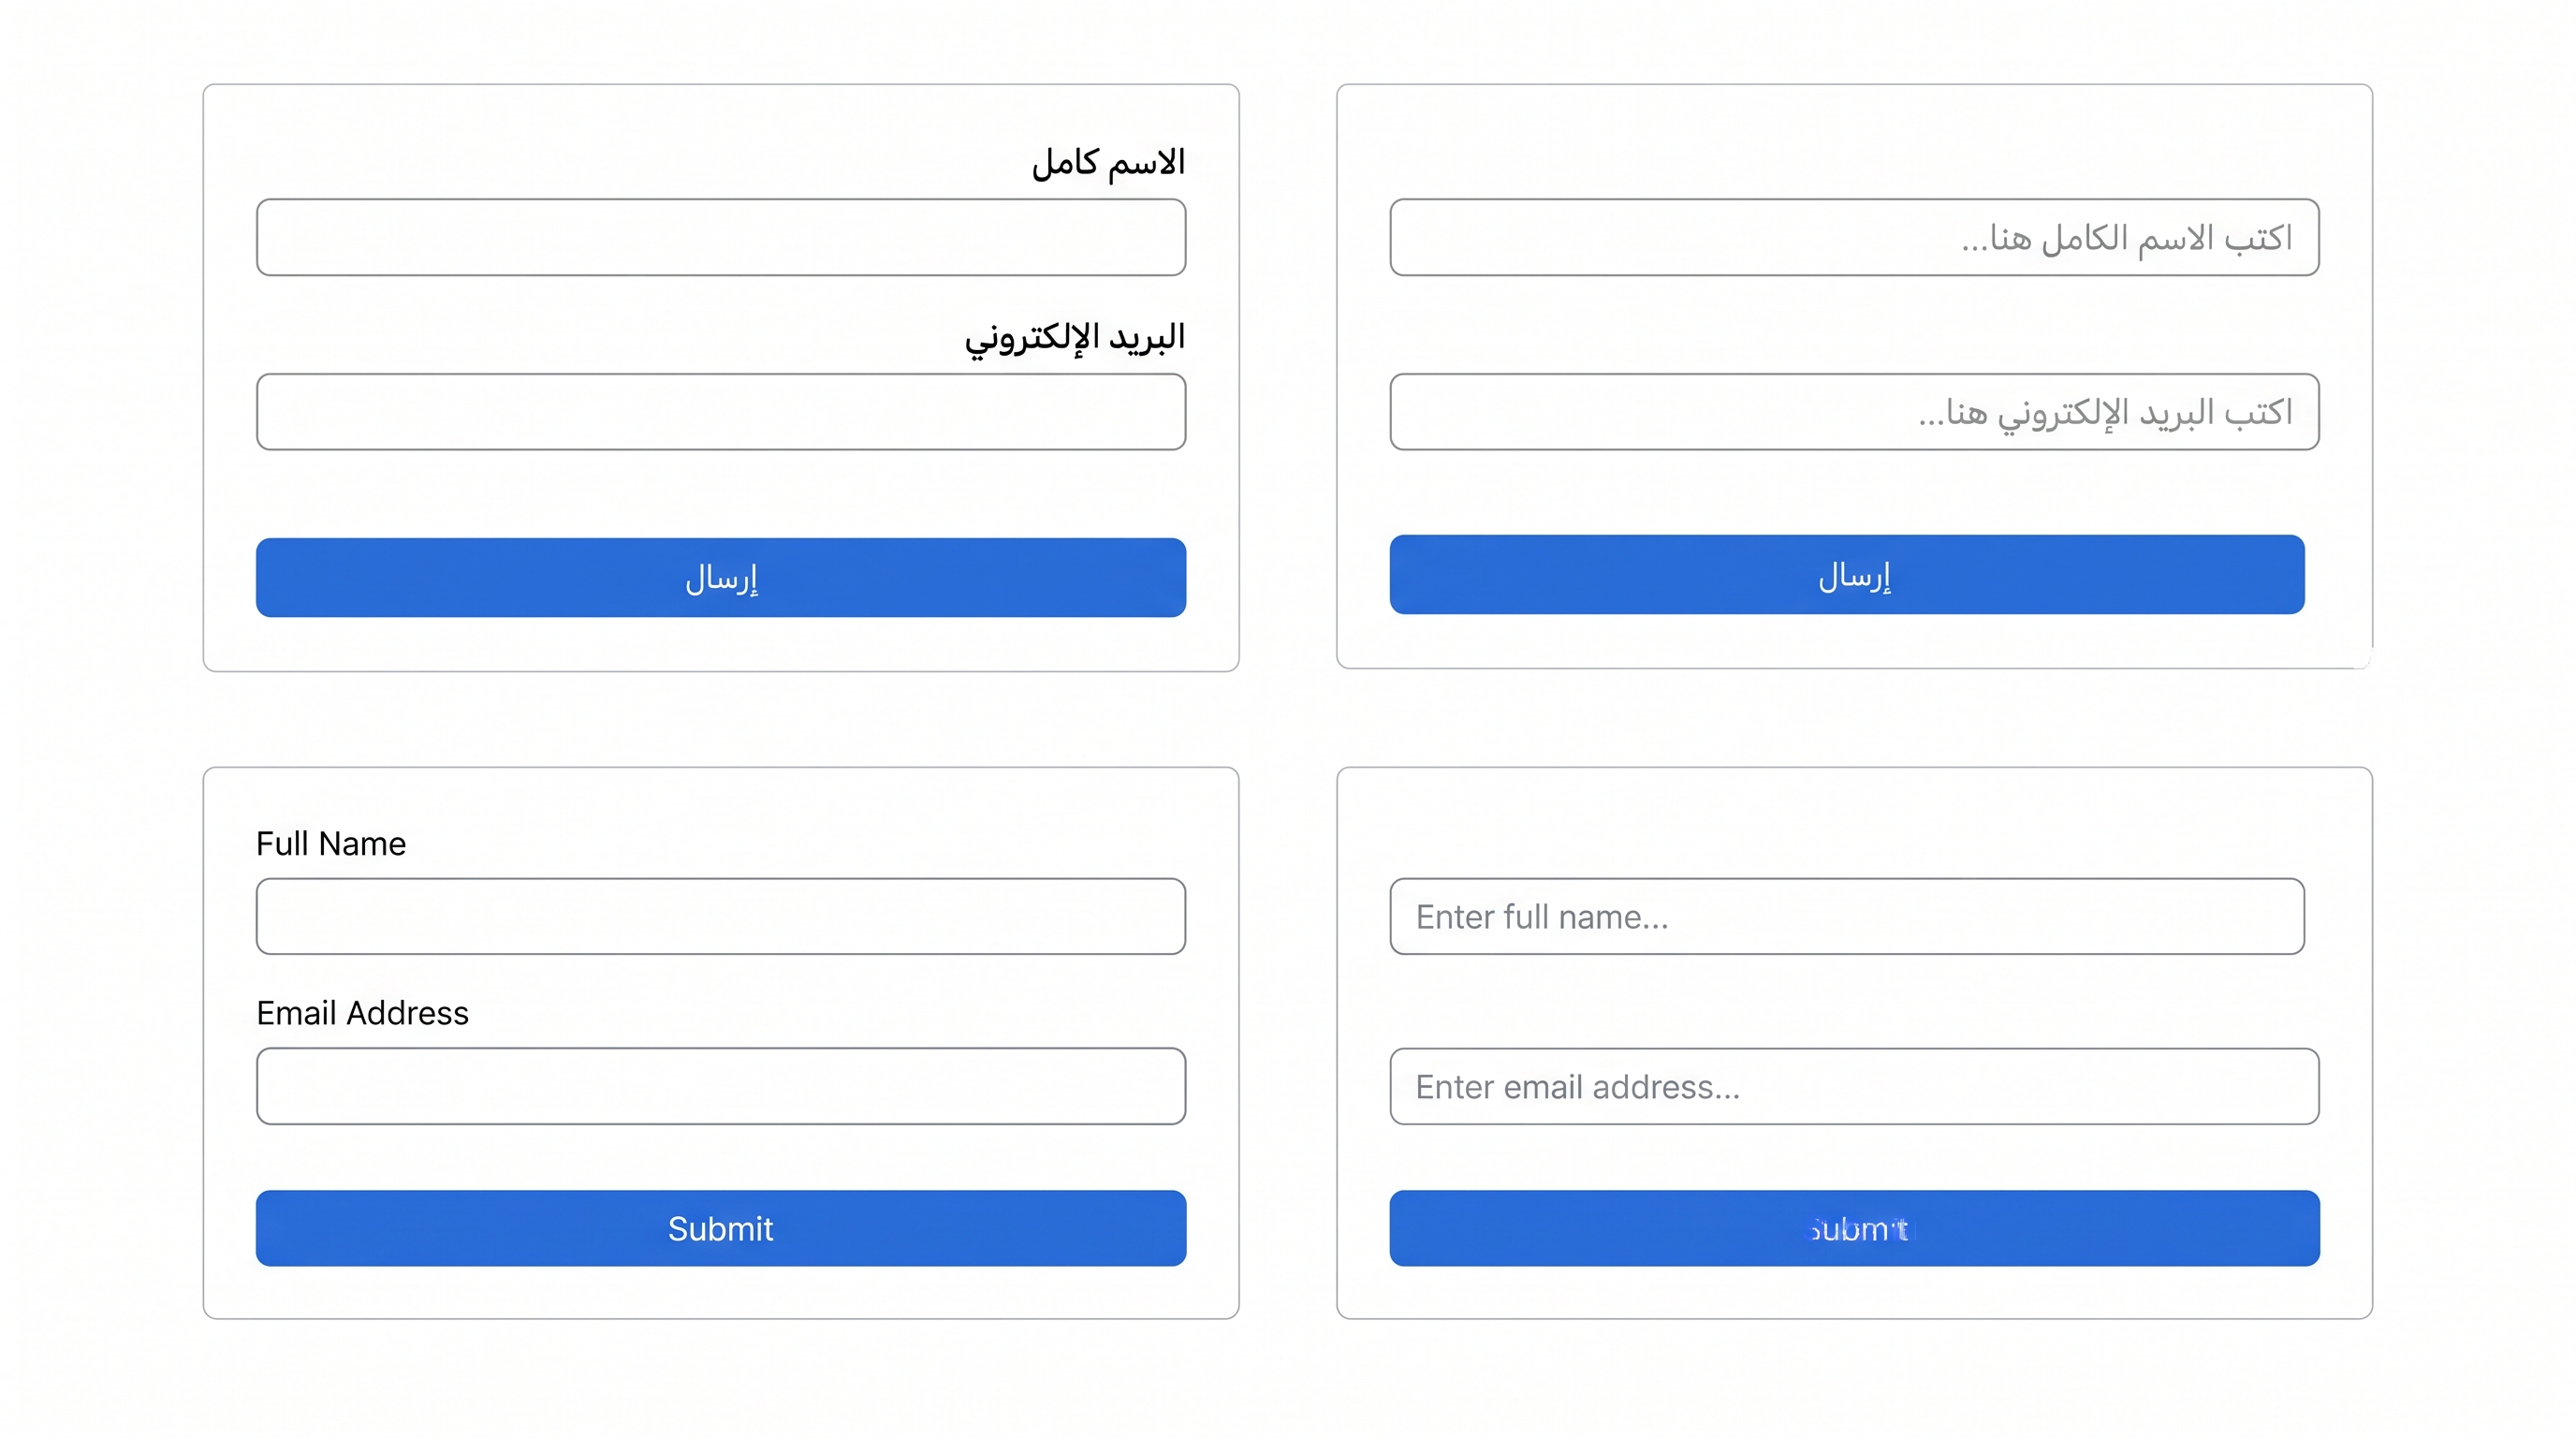 الاسم كامل
البريد الإلكتروني
إرسال
اكتب الاسم الكامل هنا...
اكتب البريد الإلكتروني هنا...
إرسال
Full Name
Email Address
Submit
Enter full name...
Enter email address...
Submit